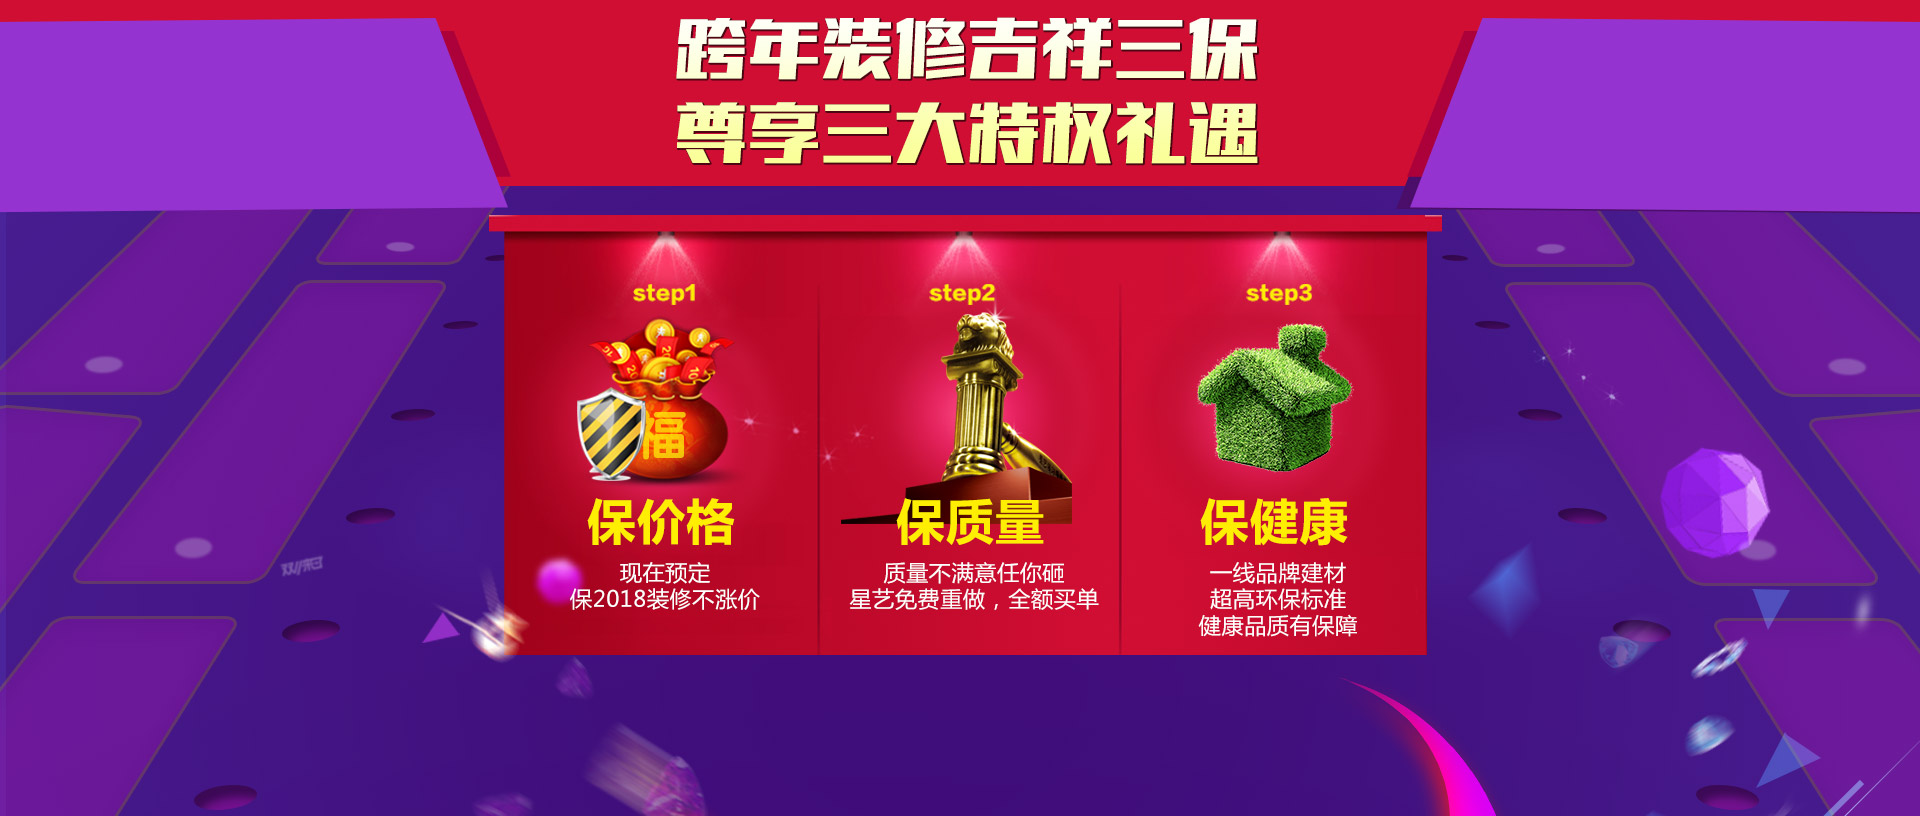 跨年装修吉祥三保
尊享三大特权礼遇
step1
福
保价格
现在预定
保2018装修不涨价
step2
保质量
质量不满意任你砸
星艺免费重做，全额买单
step3
保健康
一线品牌建材
超高环保标准
健康品质有保障